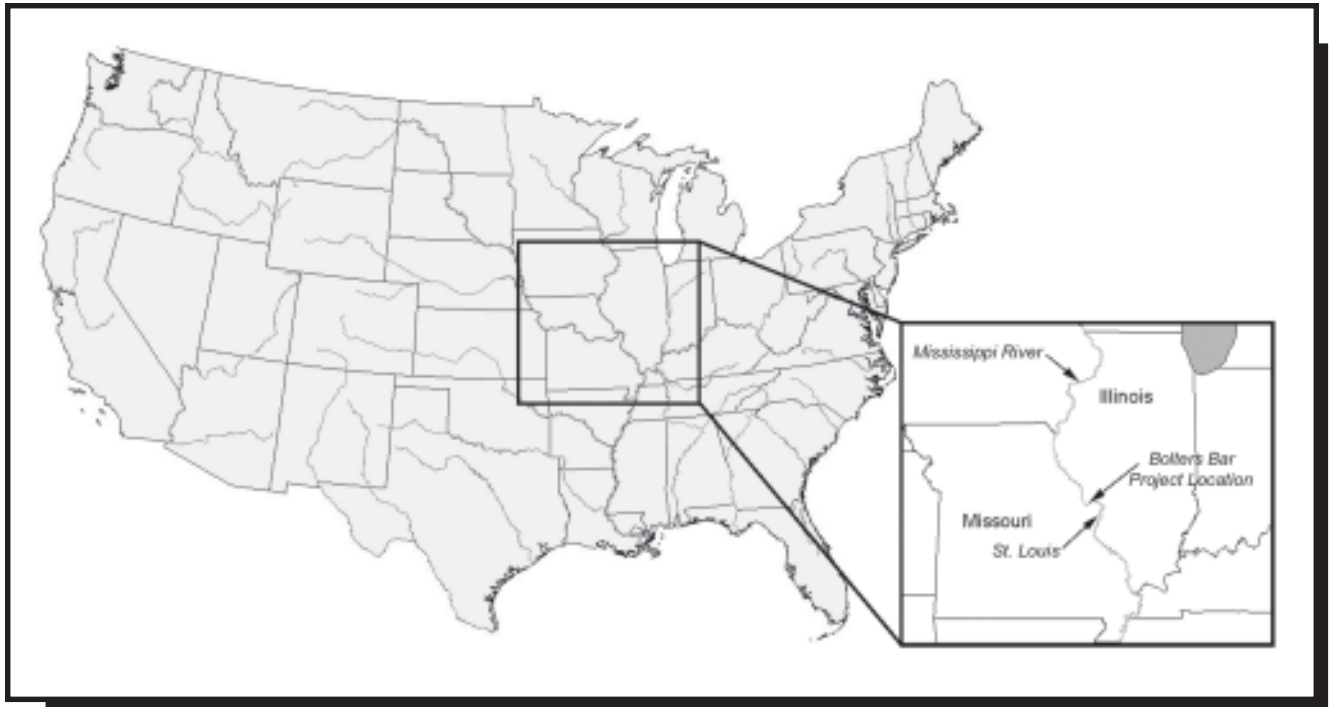 Mississippi River
Illinois
Bolters Bar
Project Location
Missouri
St. Louis